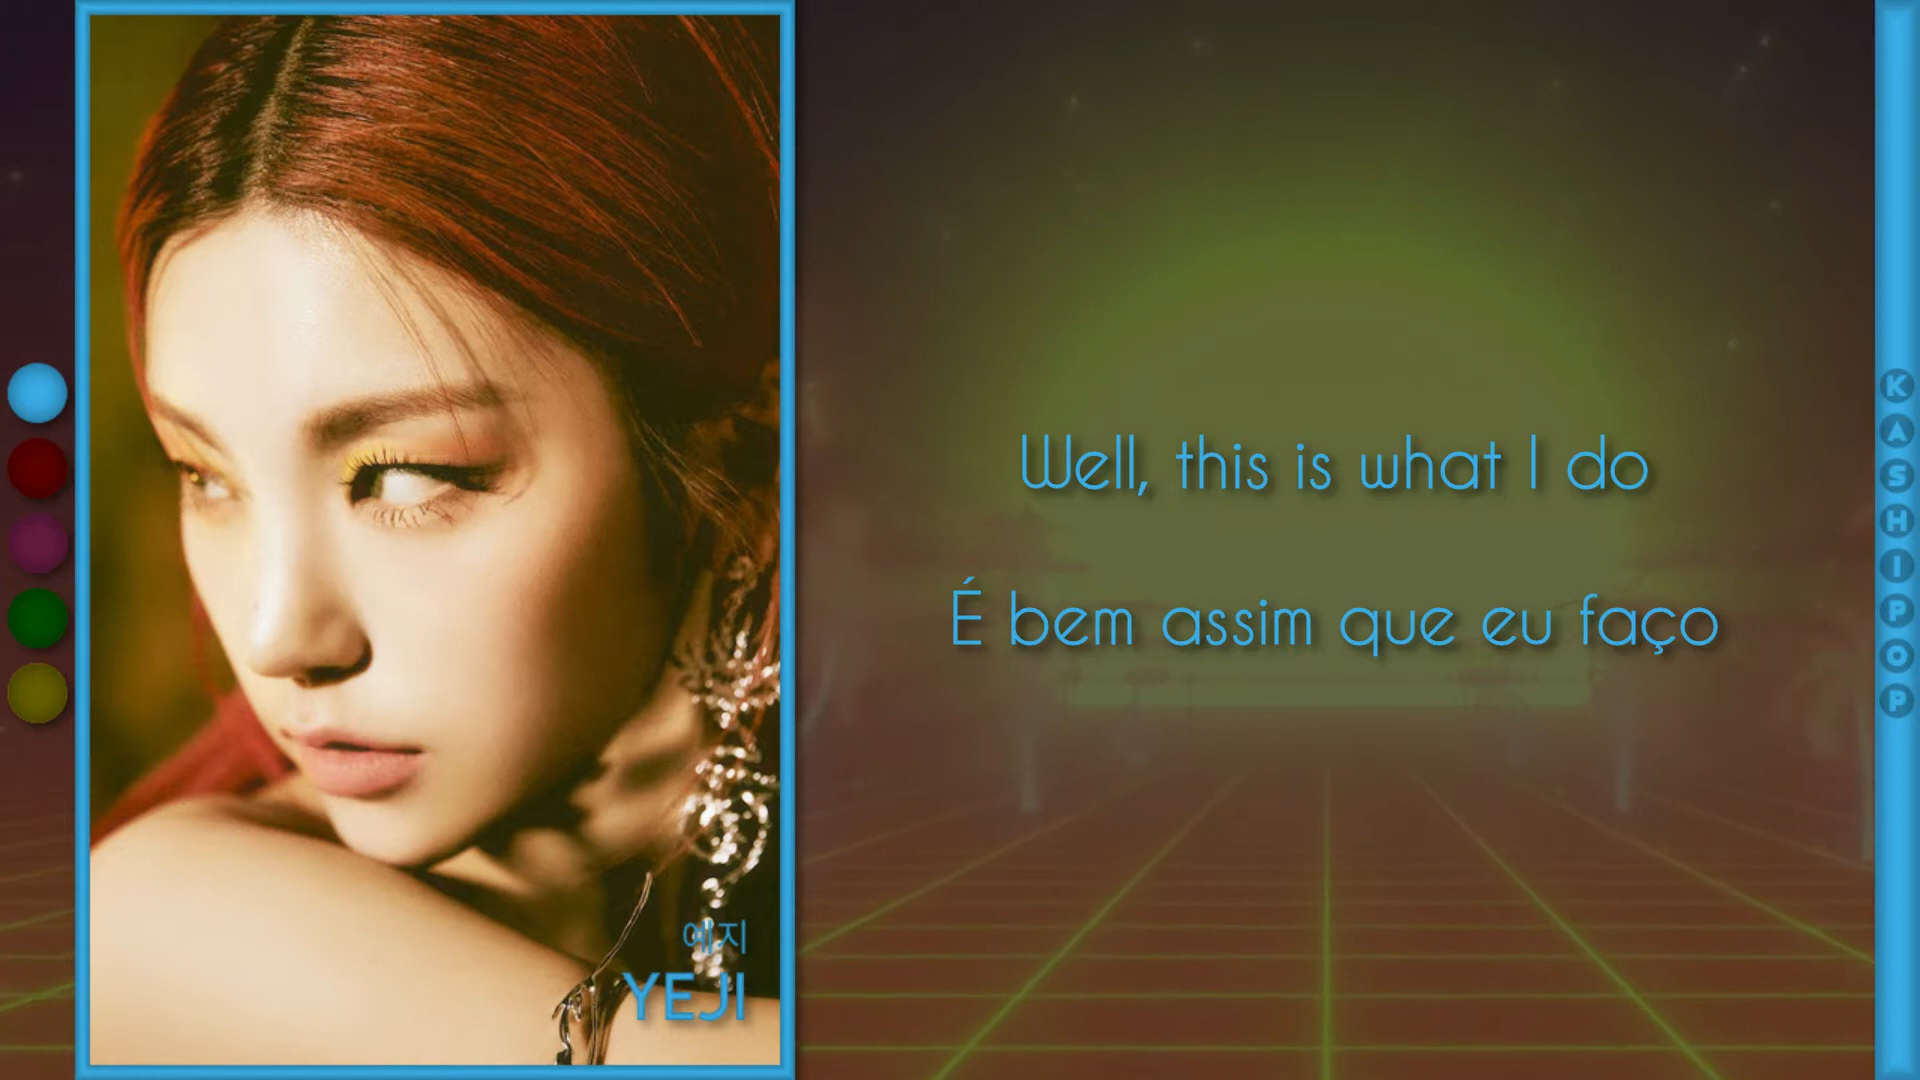 예지
YEJI
Well, this is what I do
É bem assim que eu faço
KASHIPOP